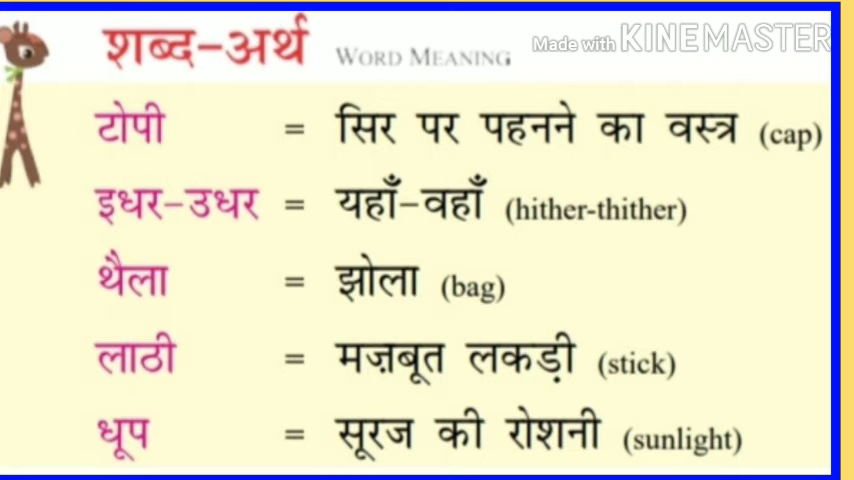 शब्द-अर्थ WORD MEANING
Made with KINEMASTER
टोपी = सिर पर पहनने का वस्त्र (cap)
इधर-उधर = यहाँ-वहाँ (hither-thither)
थैला = झोला (bag)
लाठी = मज़बूत लकड़ी (stick)
धूप = सूरज की रोशनी (sunlight)